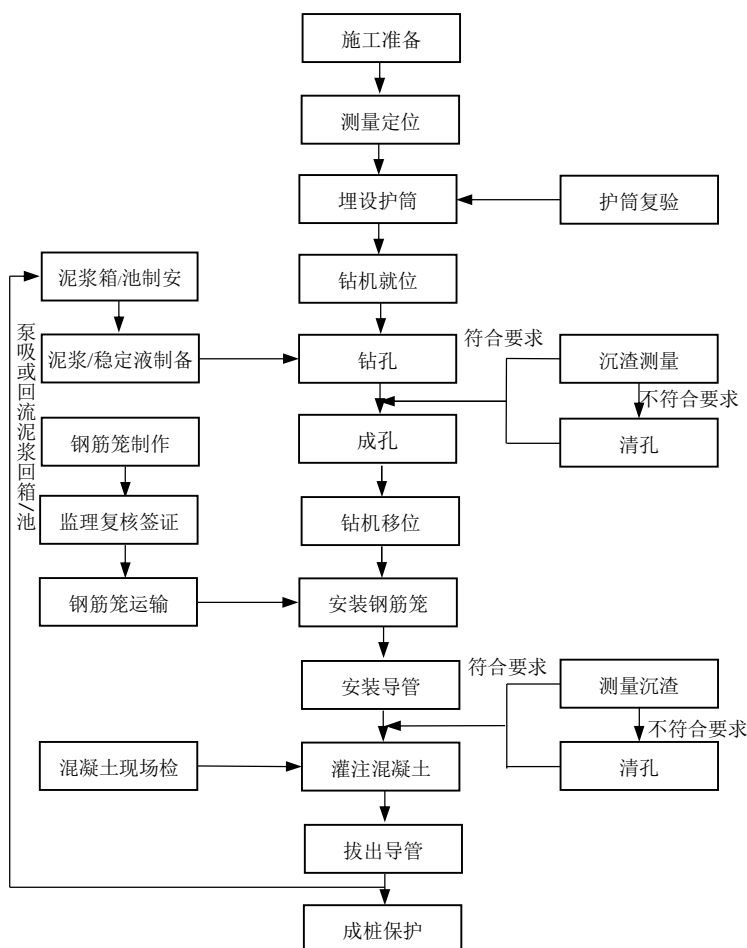 施工准备
测量定位
埋设护筒
护筒复验
泥浆箱/池制安
钻机就位
泵吸或回流泥浆回箱/池
泥浆/稳定液制备
钻孔
符合要求
沉渣测量
不符合要求
钢筋笼制作
成孔
清孔
监理复核签证
钻机移位
钢筋笼运输
安装钢筋笼
安装导管
符合要求
测量沉渣
不符合要求
混凝土现场检
灌注混凝土
清孔
拔出导管
成桩保护